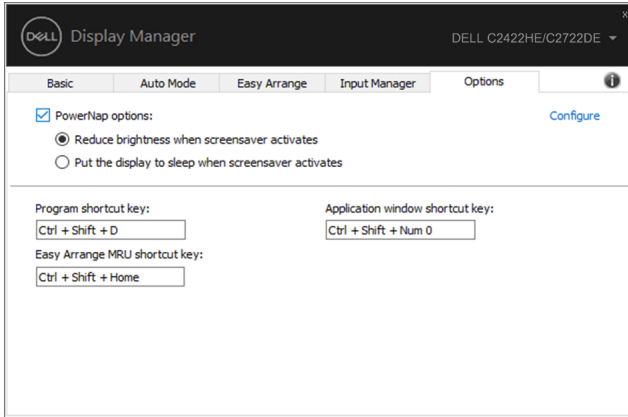 DELL
Display Manager
x
DELL C2422HE/C2722DE
Basic
Auto Mode
Easy Arrange
Input Manager
Options
i
PowerNap options:
Configure
Reduce brightness when screensaver activates
Put the display to sleep when screensaver activates
Program shortcut key:
Application window shortcut key:
Ctrl + Shift + D
Ctrl + Shift + Num 0
Easy Arrange MRU shortcut key:
Ctrl + Shift + Home